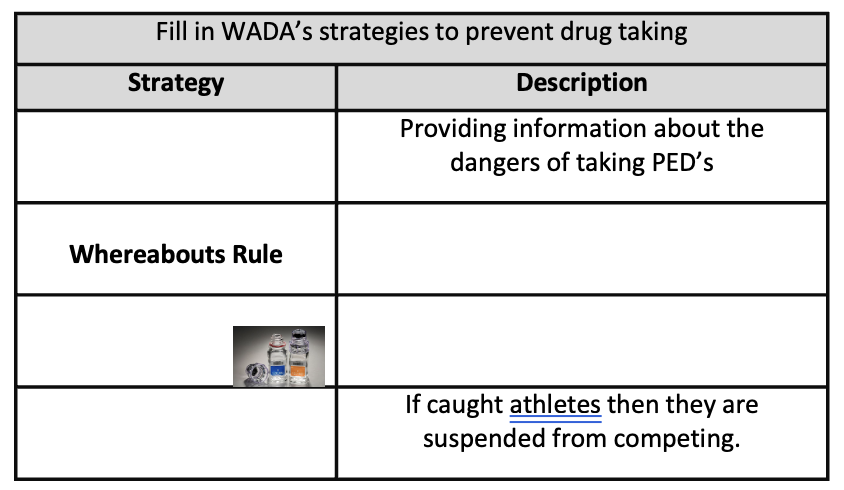 Fill in WADA’s strategies to prevent drug taking
Strategy
Description
Providing information about the
dangers of taking PED’s
Whereabouts Rule
If caught athletes then they are
suspended from competing.